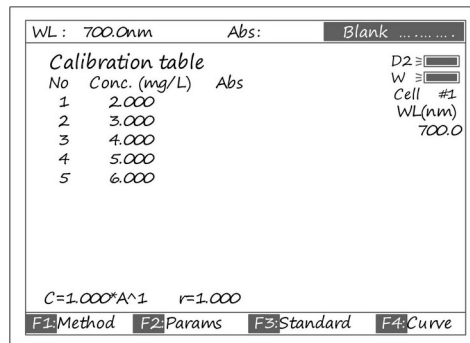 WL: 700.0nm Abs: Blank ... .... ... .
Calibration table
No Conc. (mg/L) Abs
1 2.000
2 3.000
3 4.000
4 5.000
5 6.000
D2
W
Cell #1
WL(nm)
700.0
C=1.000*A^1 r=1.000
F1:Method F2:Params F3:Standard F4:Curve